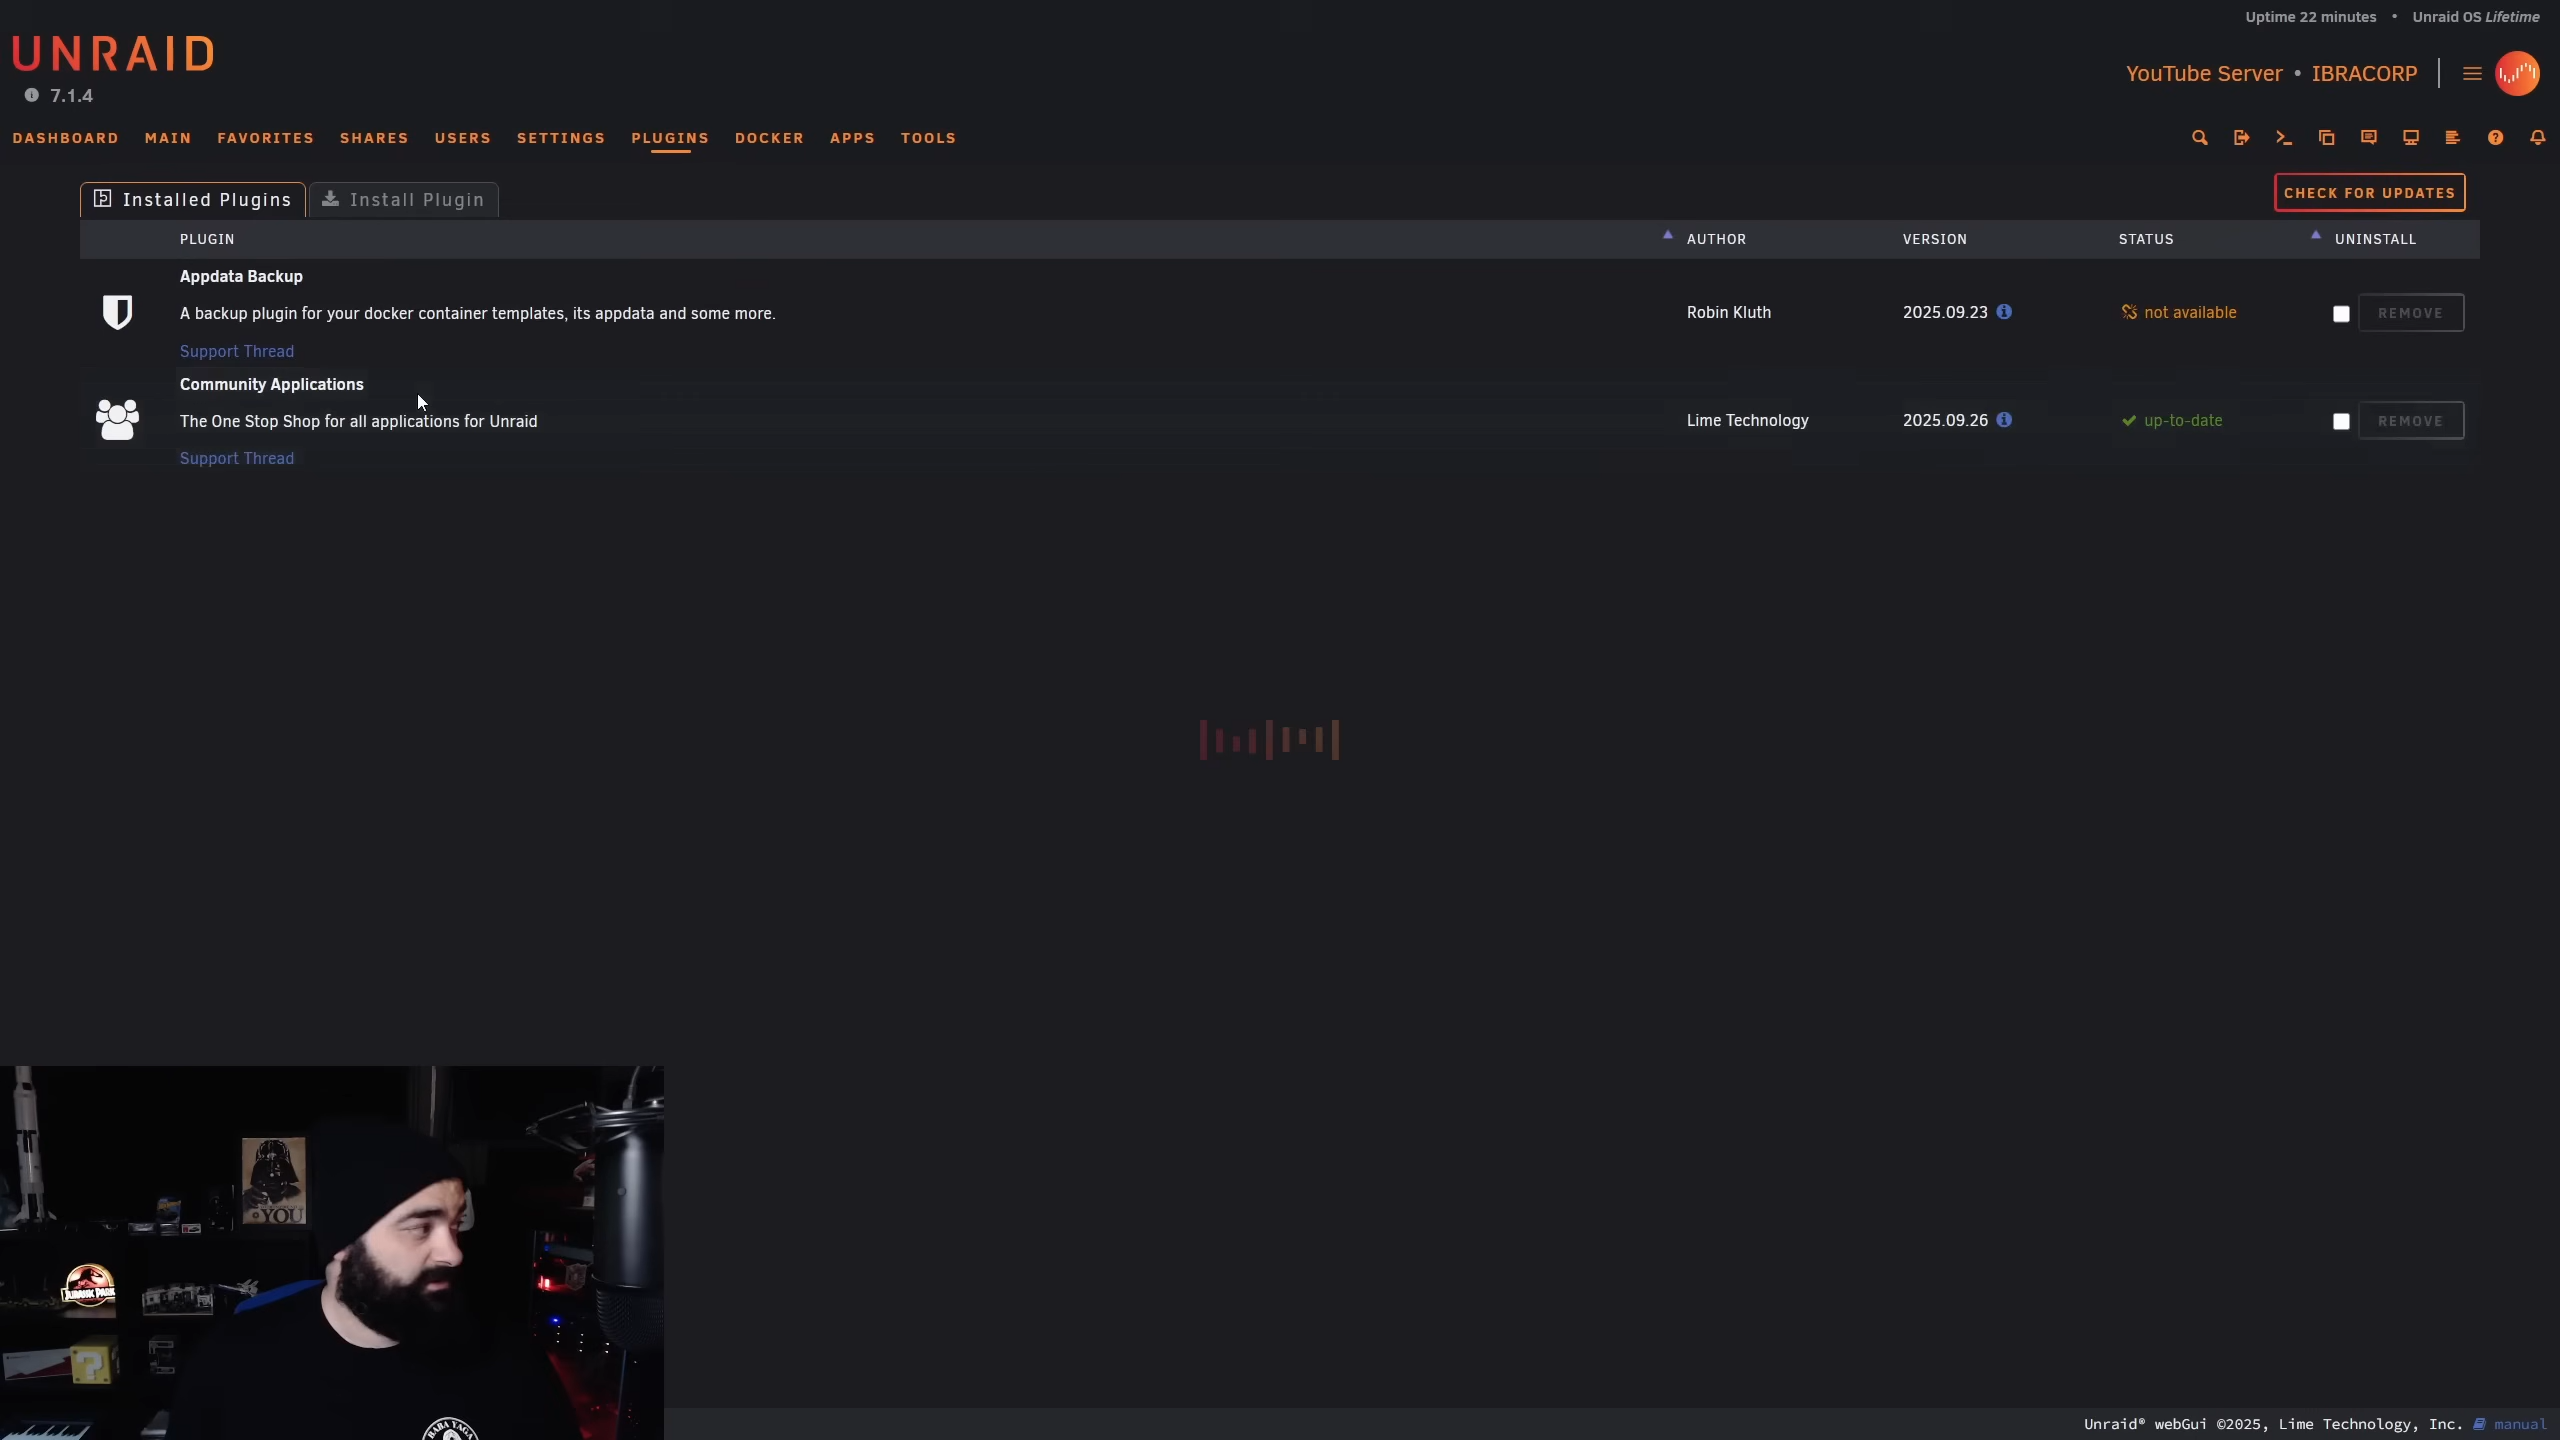 Uptime 22 minutes • Unraid OS Lifetime
UNRAID
7.1.4
YouTube Server • IBRACORP
DASHBOARD MAIN FAVORITES SHARES USERS SETTINGS PLUGINS DOCKER APPS TOOLS
Installed Plugins Install Plugin CHECK FOR UPDATES
PLUGIN AUTHOR VERSION STATUS UNINSTALL
Appdata Backup
A backup plugin for your docker container templates, its appdata and some more. Robin Kluth 2025.09.23 not available REMOVE
Support Thread
Community Applications
The One Stop Shop for all applications for Unraid Lime Technology 2025.09.26 up-to-date REMOVE
Support Thread
YOU
JURASSIC PARK
?
BABA YAGA
Unraid® webGui ©2025, Lime Technology, Inc. manual